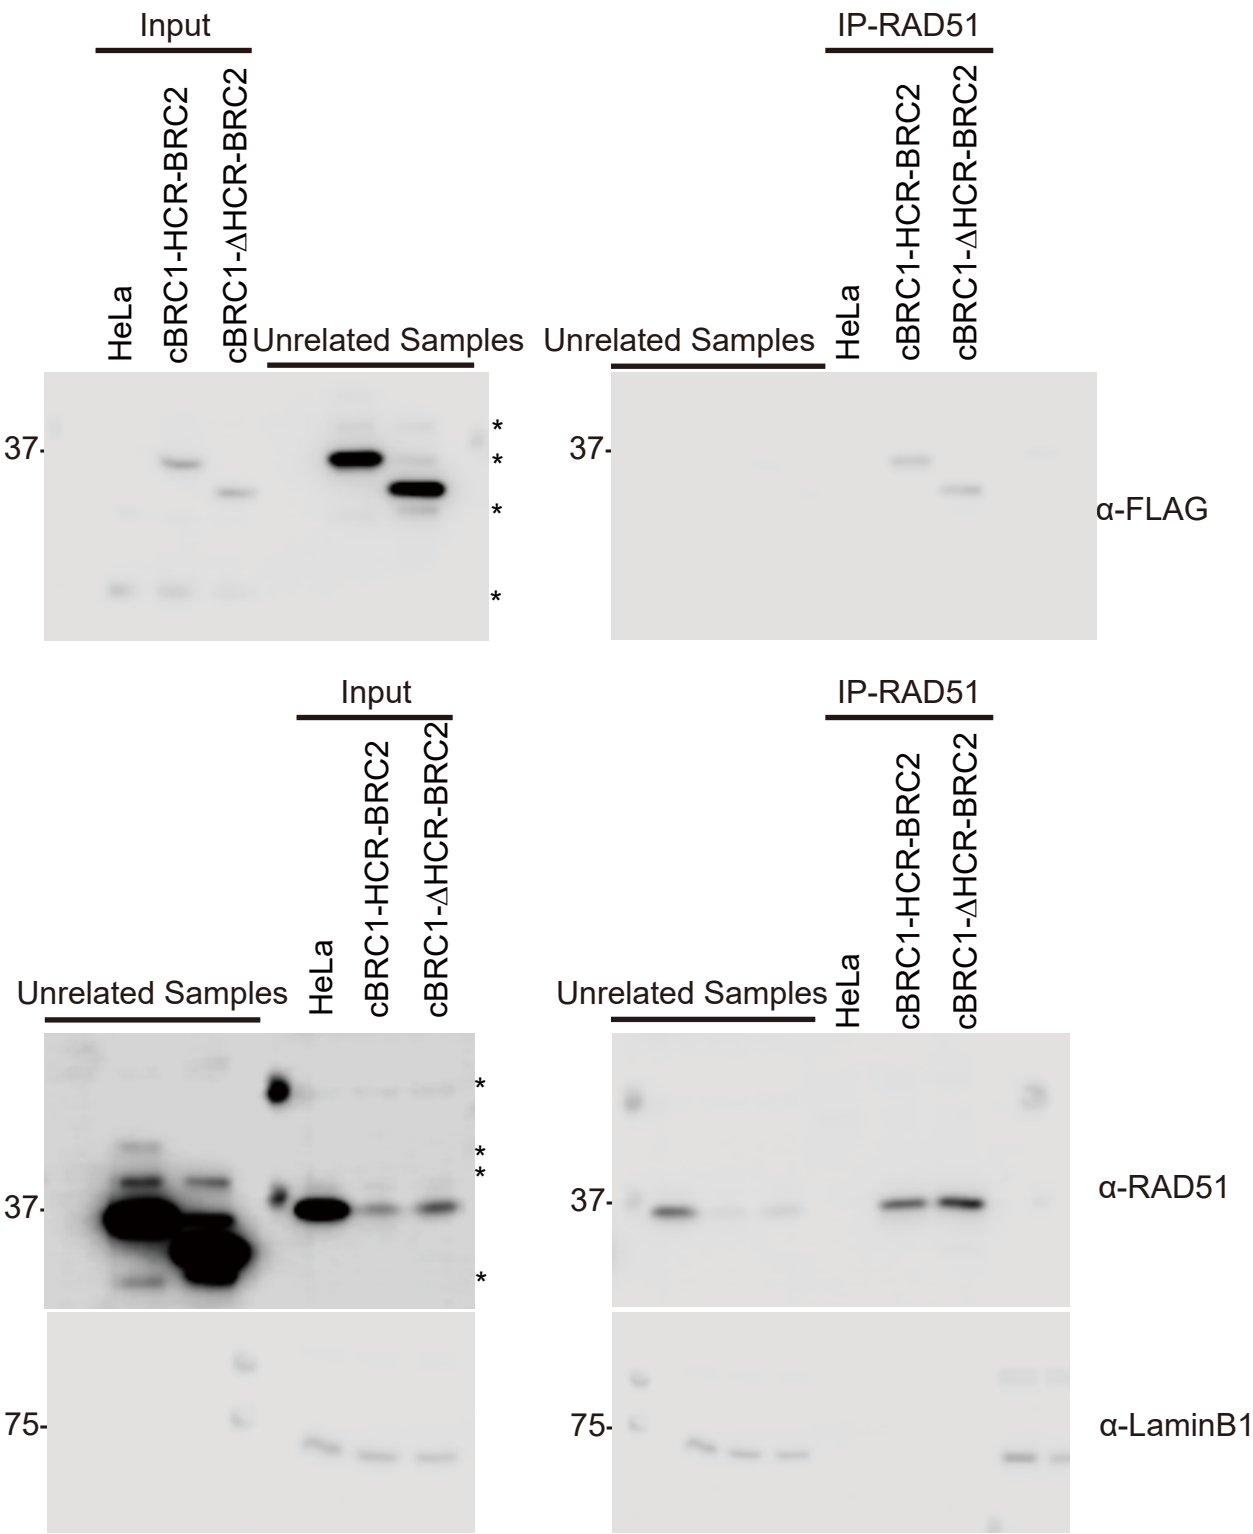 Input
IP-RAD51
HeLa
cBRC1-HCR-BRC2
cBRC1-ΔHCR-BRC2
Unrelated Samples
Unrelated Samples
HeLa
cBRC1-HCR-BRC2
cBRC1-ΔHCR-BRC2
37-
*
*
*
*
37-
α-FLAG
Input
IP-RAD51
Unrelated Samples
HeLa
cBRC1-HCR-BRC2
cBRC1-ΔHCR-BRC2
Unrelated Samples
HeLa
cBRC1-HCR-BRC2
cBRC1-ΔHCR-BRC2
37-
*
*
*
*
37-
α-RAD51
75-
75-
α-LaminB1